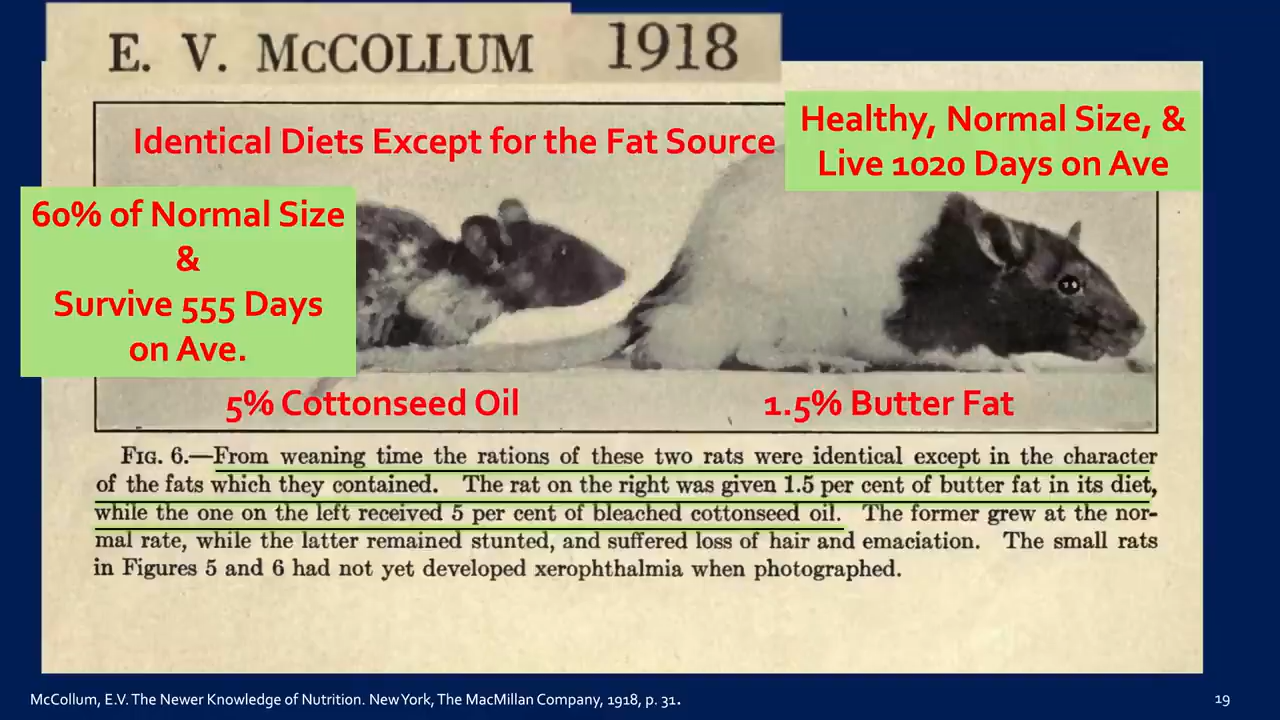 E. V. McCOLLUM 1918
Identical Diets Except for the Fat Source
Healthy, Normal Size, &
Live 1020 Days on Ave
60% of Normal Size
&
Survive 555 Days
on Ave.
5% Cottonseed Oil
1.5% Butter Fat
FIG. 6.—From weaning time the rations of these two rats were identical except in the character
of the fats which they contained. The rat on the right was given 1.5 per cent of butter fat in its diet,
while the one on the left received 5 per cent of bleached cottonseed oil. The former grew at the nor-
mal rate, while the latter remained stunted, and suffered loss of hair and emaciation. The small rats
in Figures 5 and 6 had not yet developed xerophthalmia when photographed.
McCollum, E.V. The Newer Knowledge of Nutrition. New York, The MacMillan Company, 1918, p. 31.
19